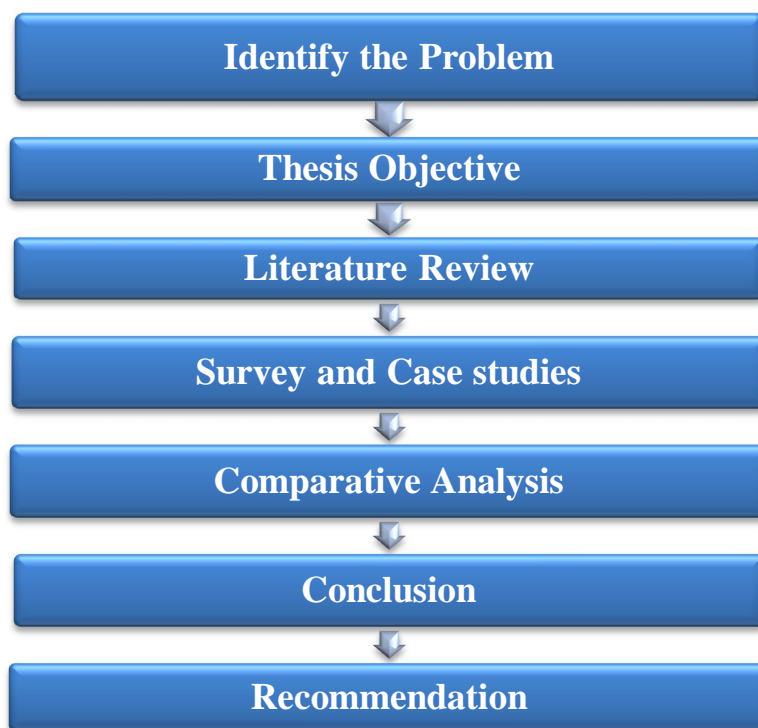 Identify the Problem
Thesis Objective
Literature Review
Survey and Case studies
Comparative Analysis
Conclusion
Recommendation